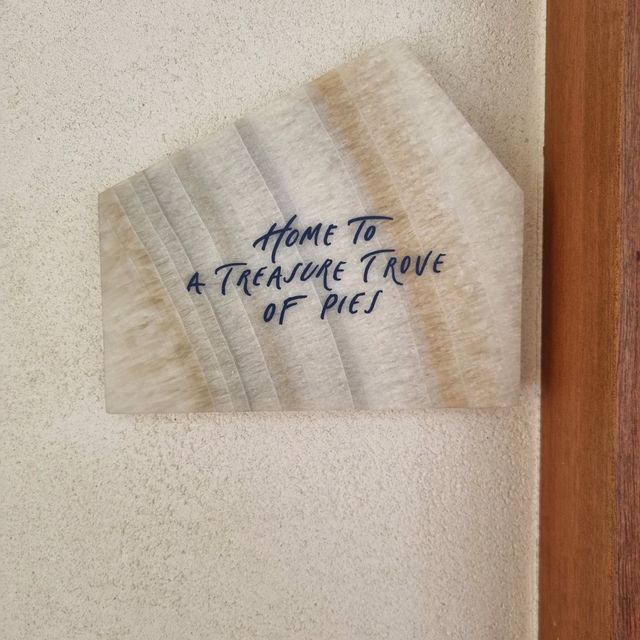 HOME TO
A TREASURE TROVE
OF PIES